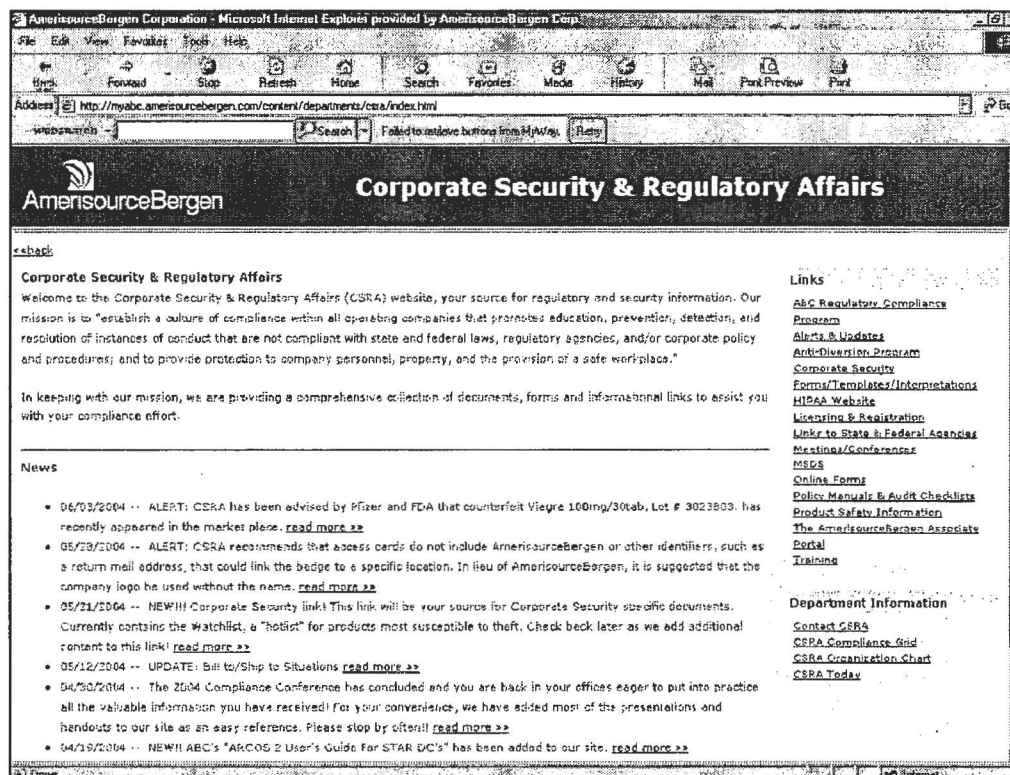 AmerisourceBergen Corporation - Microsoft Internet Explorer provided by AmerisourceBergen Corp.
File Edit View Favorites Tools Help
Back Forward Stop Refresh Home Search Favorites Media History Mail Print Preview Print
Address http://myabc.amerisourcebergen.com/content/departments/csra/index.html Go
websearch Search Failed to retrieve buttons from MyWay. Retry
AmerisourceBergen
Corporate Security & Regulatory Affairs
<<back
Corporate Security & Regulatory Affairs
Welcome to the Corporate Security & Regulatory Affairs (CSRA) website, your source for regulatory and security information. Our
mission is to "establish a culture of compliance within all operating companies that promotes education, prevention, detection, and
resolution of instances of conduct that are not compliant with state and federal laws, regulatory agencies, and/or corporate policy
and procedures; and to provide protection to company personnel, property, and the provision of a safe workplace."
In keeping with our mission, we are providing a comprehensive collection of documents, forms and informational links to assist you
with your compliance effort.
News
• 06/03/2004 -- ALERT: CSRA has been advised by Pfizer and FDA that counterfeit Viagra 100mg/30tab, Lot # 3023803, has
recently appeared in the market place. read more >>
• 05/28/2004 -- ALERT: CSRA recommends that access cards do not include AmerisourceBergen or other identifiers, such as
a return mail address, that could link the badge to a specific location. In lieu of AmerisourceBergen, it is suggested that the
company logo be used without the name. read more >>
• 05/21/2004 -- NEW!!! Corporate Security link! This link will be your source for Corporate Security specific documents.
Currently contains the Watchlist, a "hotlist" for products most susceptible to theft. Check back later as we add additional
content to this link! read more >>
• 05/12/2004 -- UPDATE: Bill to/Ship to Situations read more >>
• 04/30/2004 -- The 2004 Compliance Conference has concluded and you are back in your offices eager to put into practice
all the valuable information you have received! For your convenience, we have added most of the presentations and
handouts to our site as an easy reference. Please stop by often!! read more >>
• 04/19/2004 -- NEW!! ABC's "ARCOS 2 User's Guide For STAR DC's" has been added to our site. read more >>
Links
ABC Regulatory Compliance
Program
Alerts & Updates
Anti-Diversion Program
Corporate Security
Forms/Templates/Interpretations
HIPAA Website
Licensing & Registration
Links to State & Federal Agencies
Meetings/Conferences
MSDS
Online Forms
Policy Manuals & Audit Checklists
Product Safety Information
The AmerisourceBergen Associate
Portal
Training
Department Information
Contact CSRA
CSRA Compliance Grid
CSRA Organization Chart
CSRA Today